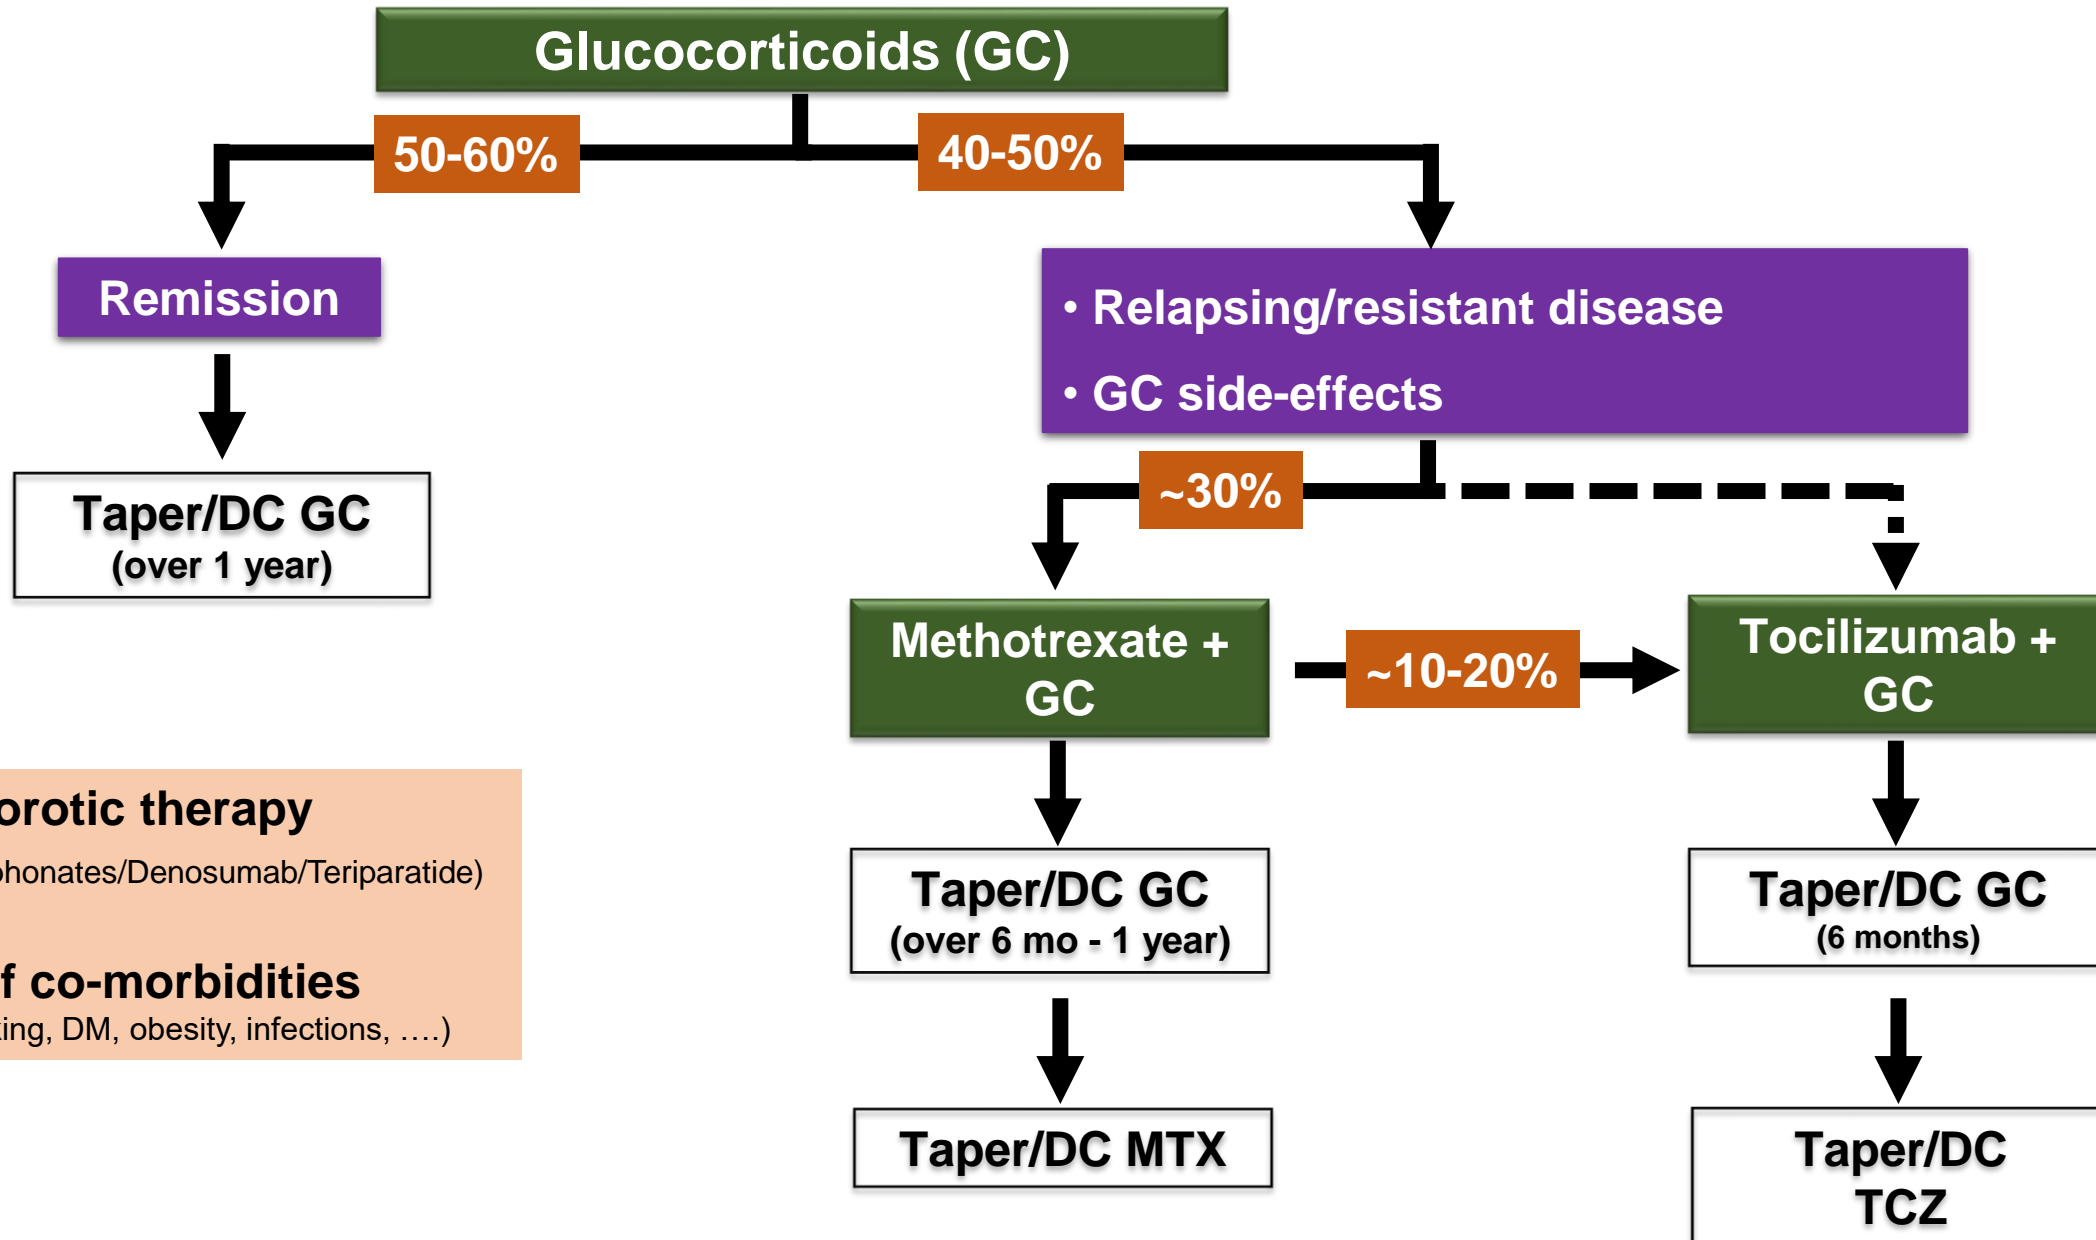 Glucocorticoids (GC)
50-60%
40-50%
Remission
• Relapsing/resistant disease
• GC side-effects
Taper/DC GC
(over 1 year)
~30%
Methotrexate +
GC
~10-20%
Tocilizumab +
GC
orotic therapy
phonates/Denosumab/Teriparatide)
f co-morbidities
king, DM, obesity, infections, ....)
Taper/DC GC
(over 6 mo - 1 year)
Taper/DC GC
(6 months)
Taper/DC MTX
Taper/DC
TCZ